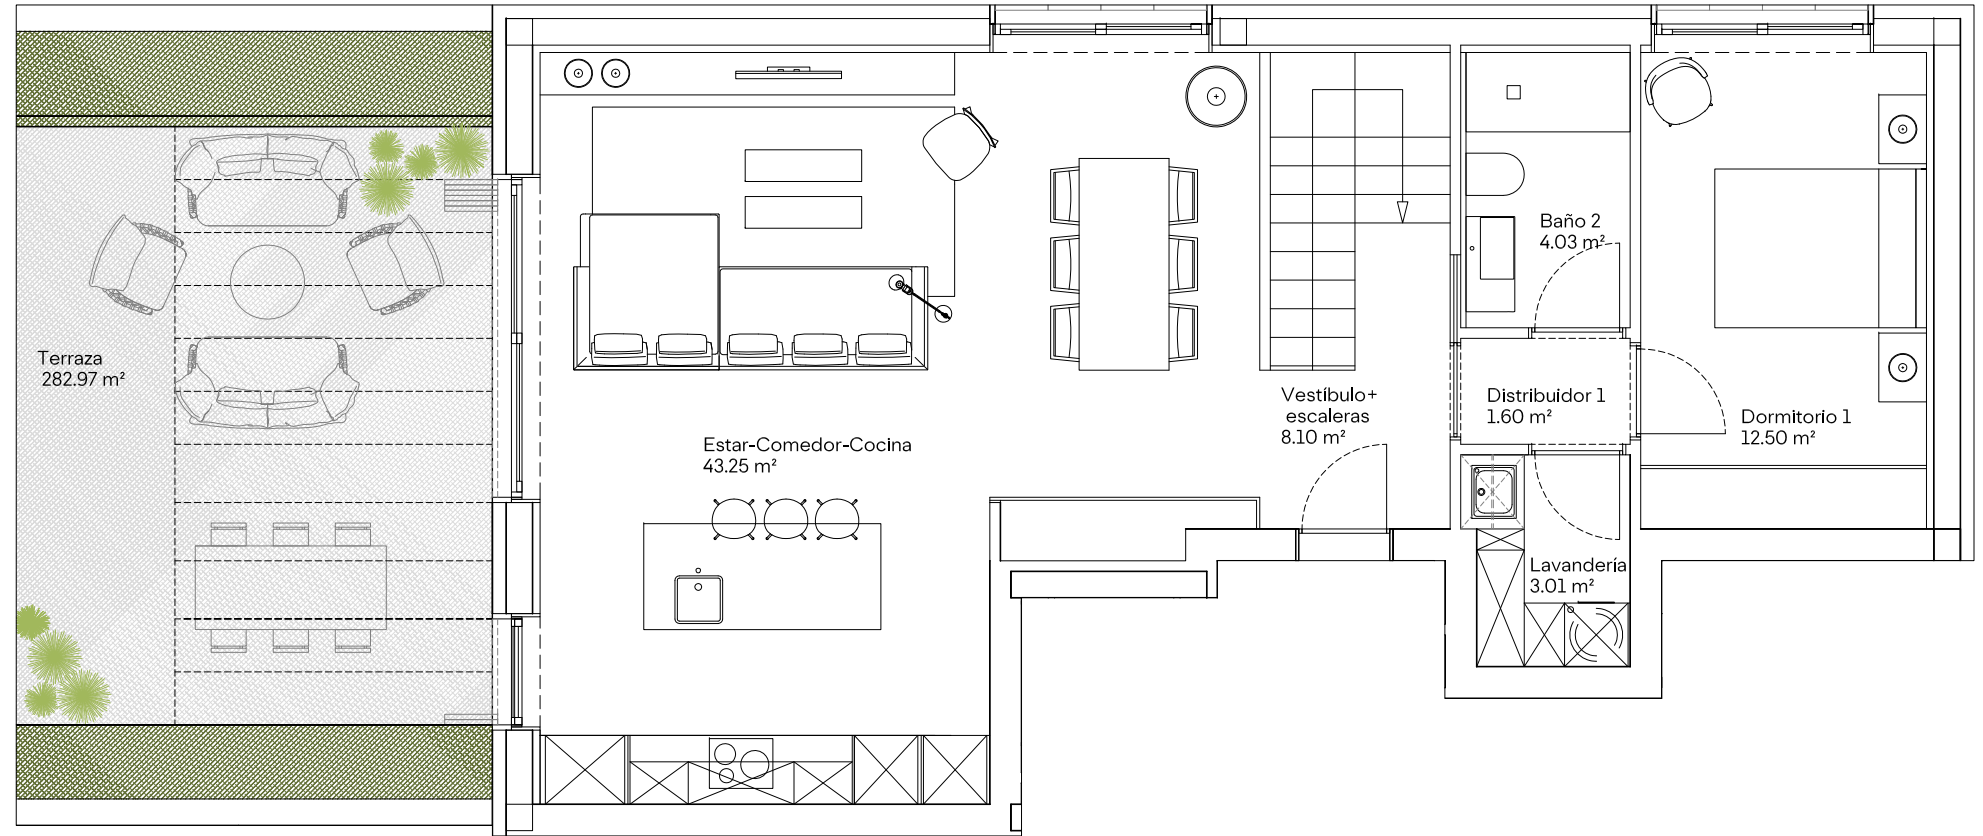 Terraza
282.97 m²
Estar-Comedor-Cocina
43.25 m²
Vestíbulo+
escaleras
8.10 m²
Baño 2
4.03 m²
Distribuidor 1
1.60 m²
Dormitorio 1
12.50 m²
Lavandería
3.01 m²